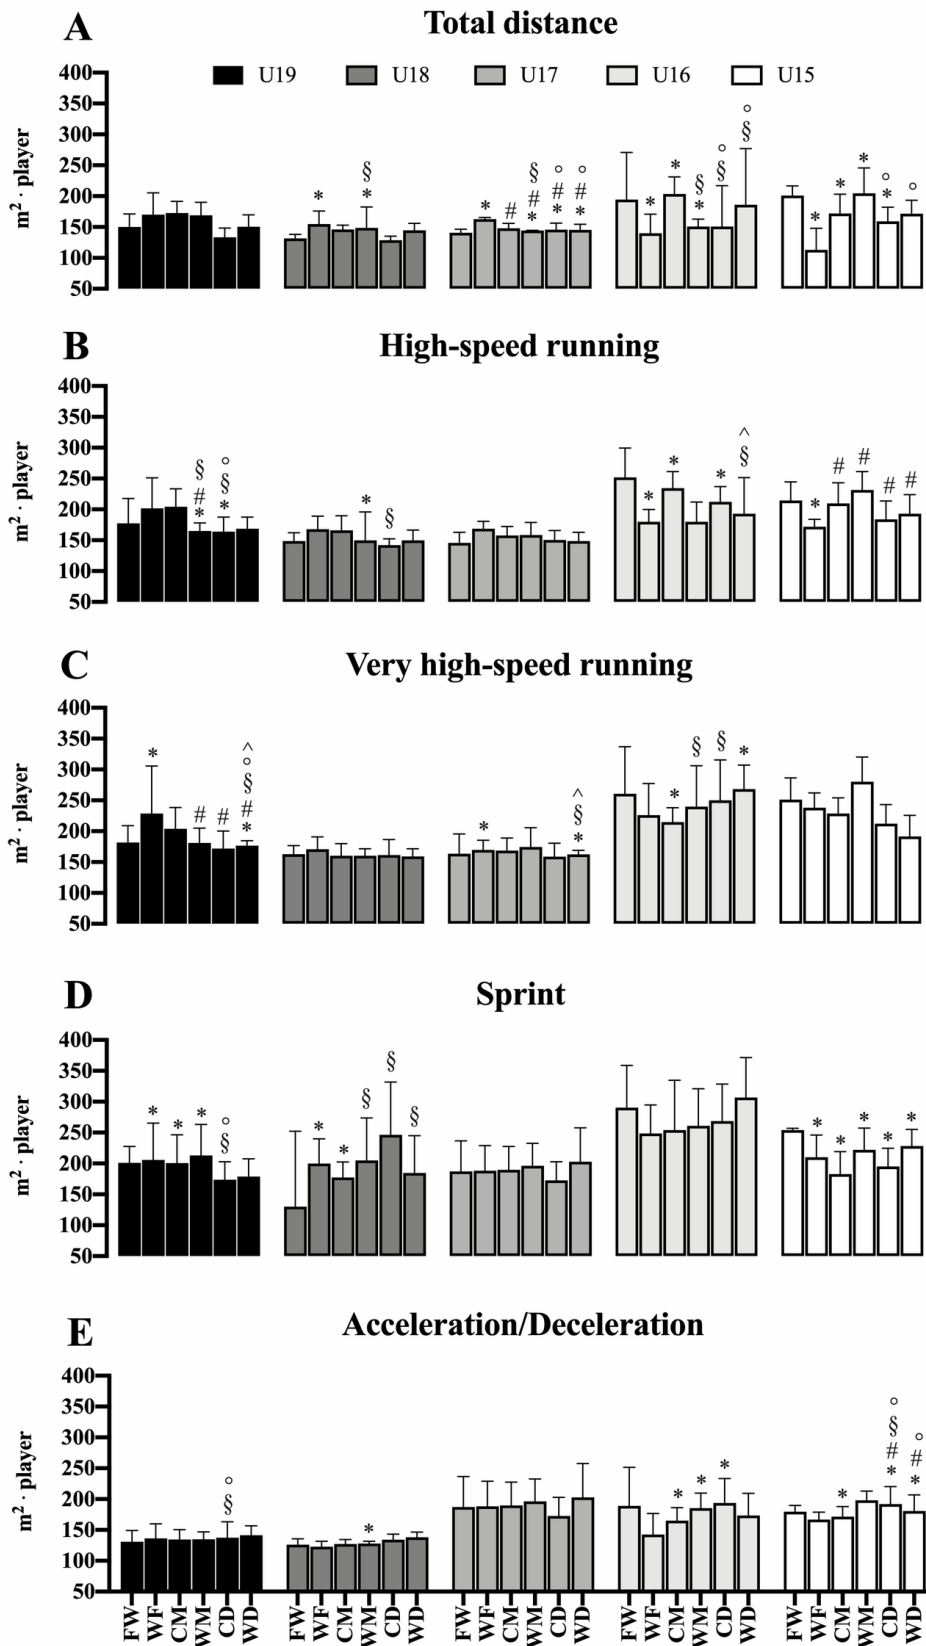 A Total distance
U19 U18 U17 U16 U15
m² · player
400
350
300
250
200
150
100
50
* § * * # § # * ° # * ° # * * * § * ° § ° § * * * ° * °
B High-speed running
m² · player
400
350
300
250
200
150
100
50
§ # * ° § * * § * * * ^ § * # # # #
C Very high-speed running
m² · player
400
350
300
250
200
150
100
50
* # # ^ ° § # * * ^ § * * § § *
D Sprint
m² · player
400
350
300
250
200
150
100
50
* * * ° § * * § § § * * * * *
E Acceleration/Deceleration
m² · player
400
350
300
250
200
150
100
50
° § * * * * * ° § # * ° # *
FW WF CM WM CD WD FW WF CM WM CD WD FW WF CM WM CD WD FW WF CM WM CD WD FW WF CM WM CD WD